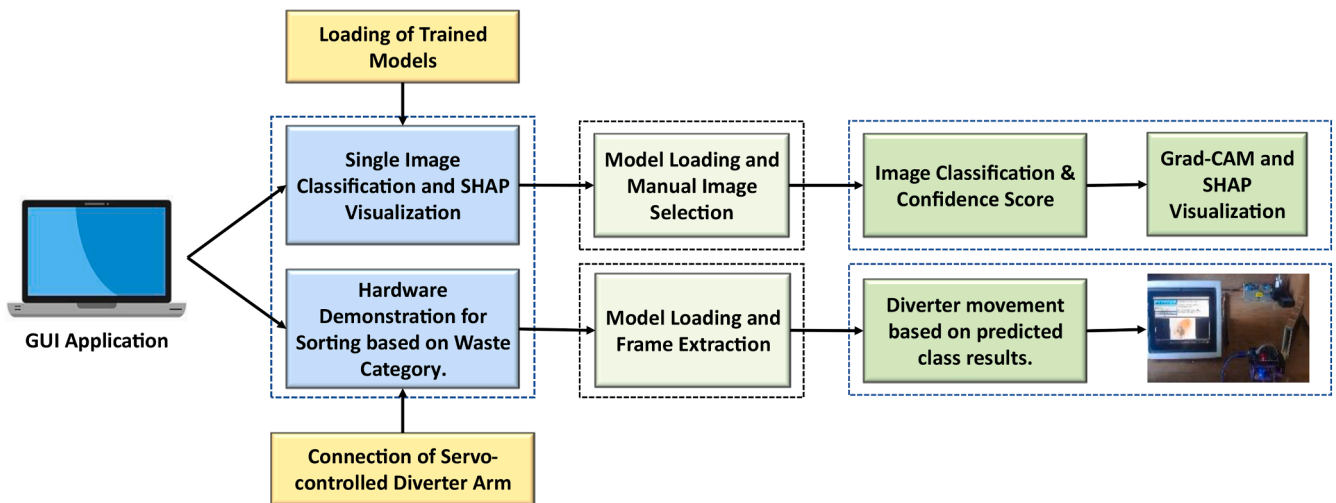 Loading of Trained
Models
Single Image
Classification and SHAP
Visualization
Model Loading and
Manual Image
Selection
Image Classification &
Confidence Score
Grad-CAM and
SHAP
Visualization
GUI Application
Hardware
Demonstration for
Sorting based on Waste
Category.
Model Loading and
Frame Extraction
Diverter movement
based on predicted
class results.
Connection of Servo-
controlled Diverter Arm